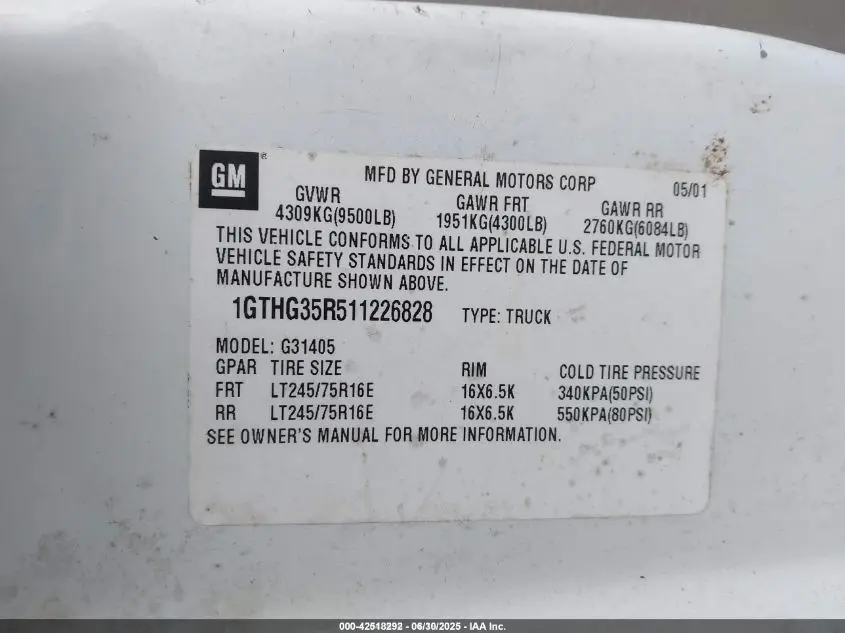 GM
MFD BY GENERAL MOTORS CORP 05/01
GVWR GAWR FRT GAWR RR
4309KG(9500LB) 1951KG(4300LB) 2760KG(6084LB)
THIS VEHICLE CONFORMS TO ALL APPLICABLE U.S. FEDERAL MOTOR
VEHICLE SAFETY STANDARDS IN EFFECT ON THE DATE OF
MANUFACTURE SHOWN ABOVE.
1GTHG35R511226828 TYPE: TRUCK
MODEL: G31405
GPAR TIRE SIZE RIM COLD TIRE PRESSURE
FRT LT245/75R16E 16X6.5K 340KPA(50PSI)
RR LT245/75R16E 16X6.5K 550KPA(80PSI)
SEE OWNER'S MANUAL FOR MORE INFORMATION.
000-42518292 - 06/30/2025 - IAA Inc.